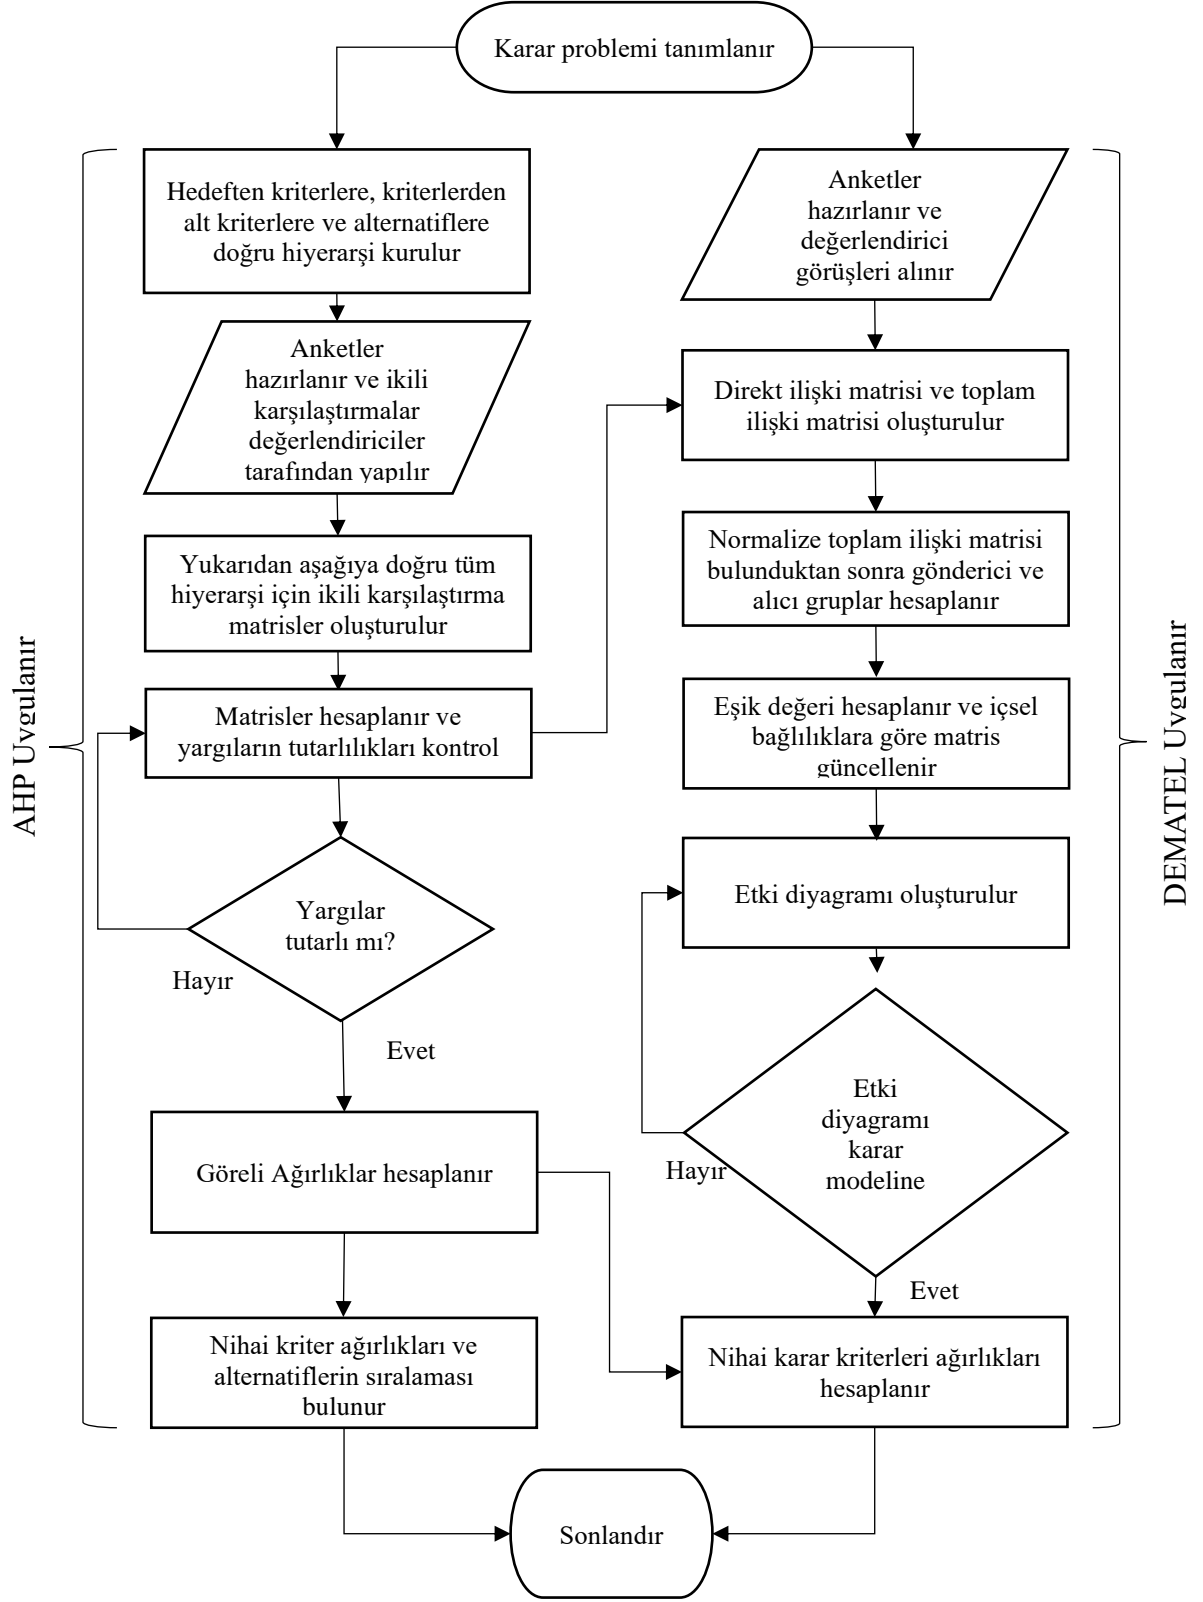 Karar problemi tanımlanır
Hedeften kriterlere, kriterlerden
alt kriterlere ve alternatiflere
doğru hiyerarşi kurulur
Anketler
hazırlanır ve ikili
karşılaştırmalar
değerlendiriciler
tarafından yapılır
Yukarıdan aşağıya doğru tüm
hiyerarşi için ikili karşılaştırma
matrisler oluşturulur
Matrisler hesaplanır ve
yargıların tutarlılıkları kontrol
Yargılar
tutarlı mı?
Hayır
Evet
Göreli Ağırlıklar hesaplanır
Nihai kriter ağırlıkları ve
alternatiflerin sıralaması
bulunur
AHP Uygulanır
Anketler
hazırlanır ve
değerlendirici
görüşleri alınır
Direkt ilişki matrisi ve toplam
ilişki matrisi oluşturulur
Normalize toplam ilişki matrisi
bulunduktan sonra gönderici ve
alıcı gruplar hesaplanır
Eşik değeri hesaplanır ve içsel
bağlılıklara göre matris
güncellenir
Etki diyagramı oluşturulur
Etki
diyagramı
karar
modeline
Hayır
Evet
Nihai karar kriterleri ağırlıkları
hesaplanır
DEMATEL Uygulanır
Sonlandır